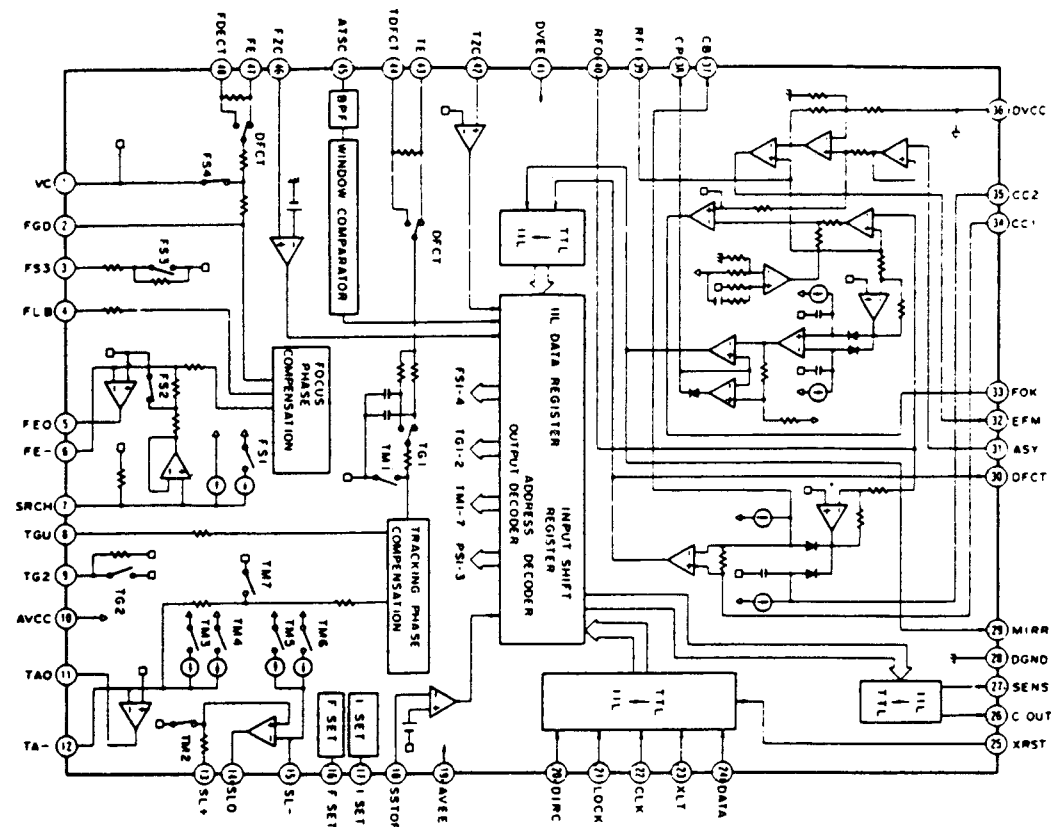 FDECT
FE
FZC
ATSC
TDFCT
TE
TZC
DVEE
RFO
RFI
CP
CB
48
47
46
45
44
43
42
41
40
39
38
37
VC 1
FGD 2
FS3 3
FLB 4
FEO 5
FE- 6
SRCH 7
TGU 8
TG2 9
AVCC 10
TAO 11
TA- 12
36 DVCC
35 CC2
34 CC1
33 FOK
32 EFM
31 ASY
30 DFCT
29 MIRR
28 DGND
27 SENS
26 C OUT
25 XRST
DFCT
FS4
BPF
WINDOW COMPARATOR
DFCT
TTL
IIL
FS3
FS2
FS1
FOCUS PHASE COMPENSATION
TG1
TM1
TRACKING PHASE COMPENSATION
IIL DATA REGISTER
INPUT SHIFT REGISTER
ADDRESS DECODER
OUTPUT DECODER
FS1-4
TG1-2
TM1-7
PS1-3
TG2
TM7
TM3
TM4
TM5
TM6
TM2
F SET
I SET
TTL
IIL
IIL
TTL
13 SL+
14 SLO
15 SL-
16 F SET
17 I SET
18 SSTOP
19 AVEE
20 DIRC
21 LOCK
22 CLK
23 XLT
24 DATA